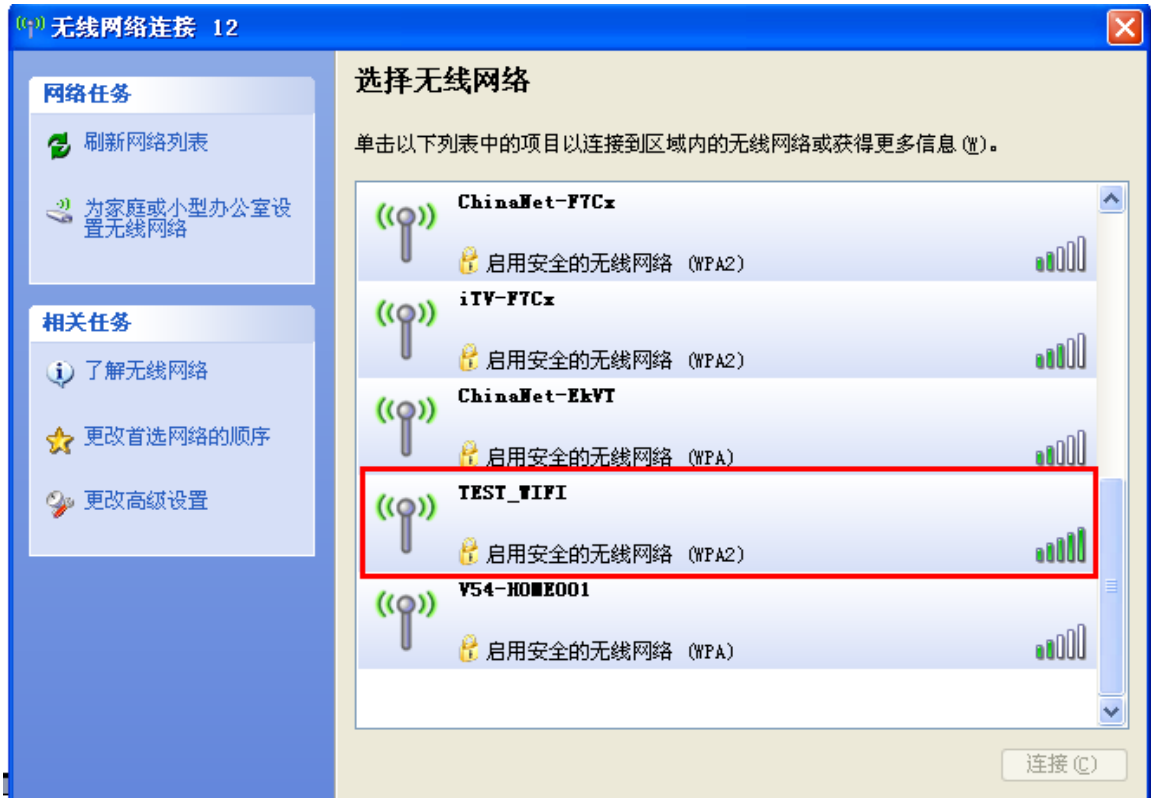 无线网络连接 12
网络任务
刷新网络列表
为家庭或小型办公室设
置无线网络
相关任务
了解无线网络
更改首选网络的顺序
更改高级设置
选择无线网络
单击以下列表中的项目以连接到区域内的无线网络或获得更多信息(W)。
ChinaNet-F7Cx
启用安全的无线网络 (WPA2)
iTV-F7Cx
启用安全的无线网络 (WPA2)
ChinaNet-EkVT
启用安全的无线网络 (WPA)
TEST_WIFI
启用安全的无线网络 (WPA2)
V54-HOME001
启用安全的无线网络 (WPA)
连接(C)